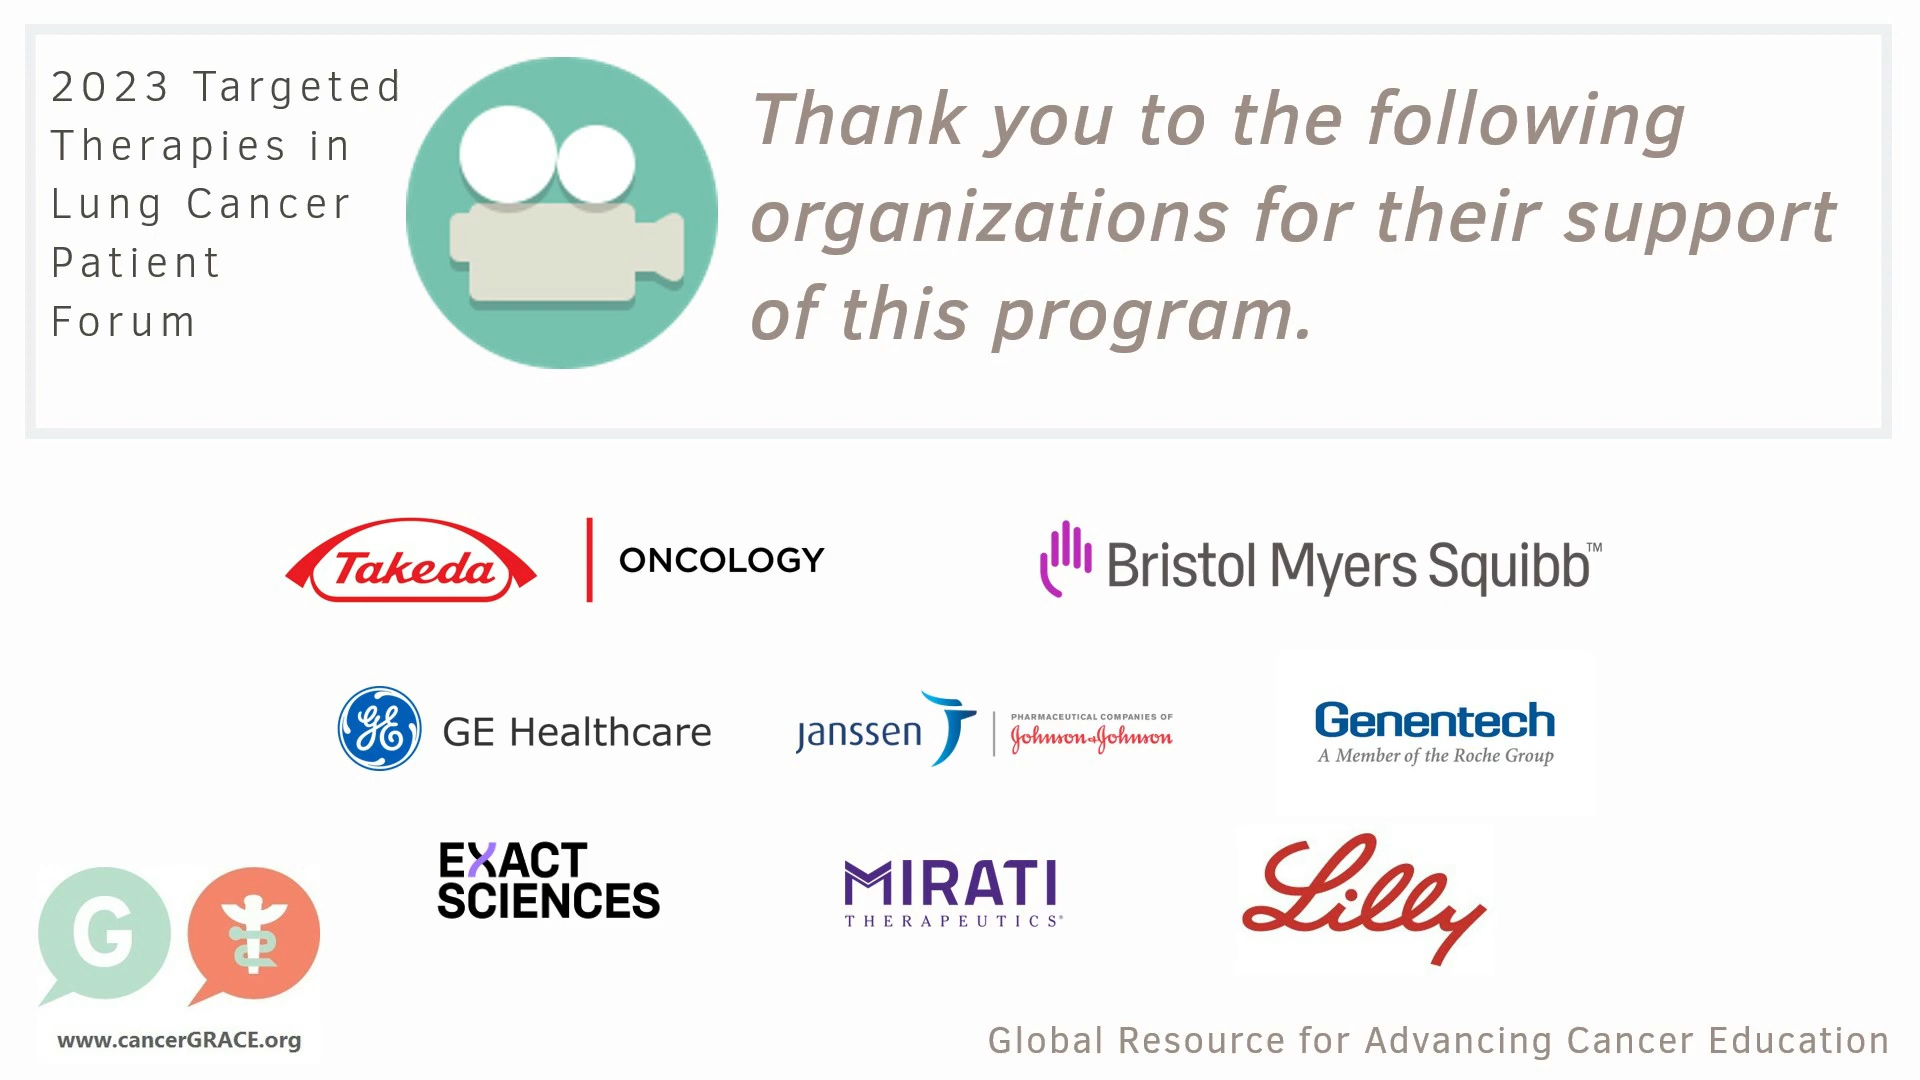 2023 Targeted
Therapies in
Lung Cancer
Patient
Forum
Thank you to the following
organizations for their support
of this program.
Takeda ONCOLOGY
Bristol Myers Squibb™
GE GE Healthcare
janssen PHARMACEUTICAL COMPANIES OF
Johnson & Johnson
Genentech
A Member of the Roche Group
EXACT
SCIENCES
MIRATI
THERAPEUTICS®
Lilly
G
www.cancerGRACE.org
Global Resource for Advancing Cancer Education